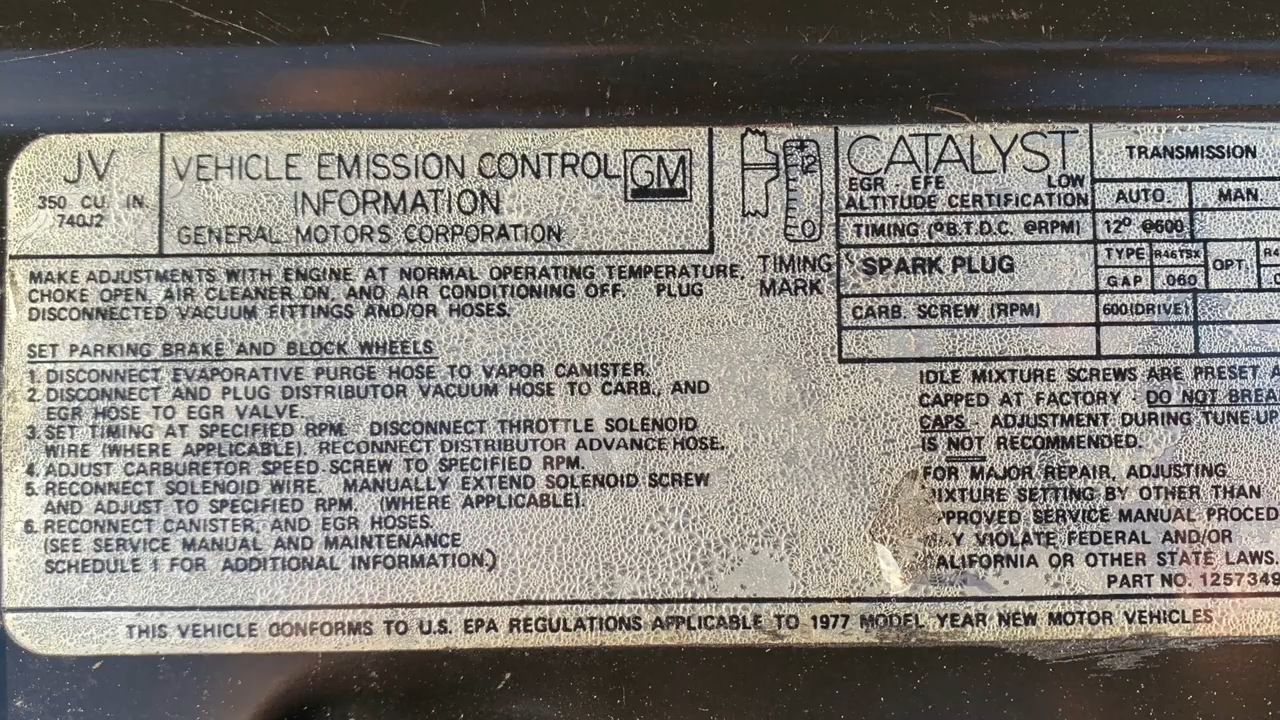 JV
350 CU. IN.
740J2
VEHICLE EMISSION CONTROL
INFORMATION
GENERAL MOTORS CORPORATION
GM
12
0
TIMING
MARK
CATALYST
EGR - EFE LOW
ALTITUDE CERTIFICATION
TRANSMISSION
AUTO. MAN
TIMING (ºB.T.D.C. @RPM) 12º @600
SPARK PLUG TYPE R46TSX OPT.
GAP .060
CARB. SCREW (RPM) 600(DRIVE)
MAKE ADJUSTMENTS WITH ENGINE AT NORMAL OPERATING TEMPERATURE,
CHOKE OPEN, AIR CLEANER ON, AND AIR CONDITIONING OFF. PLUG
DISCONNECTED VACUUM FITTINGS AND/OR HOSES.
SET PARKING BRAKE AND BLOCK WHEELS
1. DISCONNECT EVAPORATIVE PURGE HOSE TO VAPOR CANISTER.
2. DISCONNECT AND PLUG DISTRIBUTOR VACUUM HOSE TO CARB., AND
EGR HOSE TO EGR VALVE.
3. SET TIMING AT SPECIFIED RPM. DISCONNECT THROTTLE SOLENOID
WIRE (WHERE APPLICABLE). RECONNECT DISTRIBUTOR ADVANCE HOSE.
4. ADJUST CARBURETOR SPEED SCREW TO SPECIFIED RPM.
5. RECONNECT SOLENOID WIRE. MANUALLY EXTEND SOLENOID SCREW
AND ADJUST TO SPECIFIED RPM. (WHERE APPLICABLE).
6. RECONNECT CANISTER, AND EGR HOSES.
(SEE SERVICE MANUAL AND MAINTENANCE
SCHEDULE 1 FOR ADDITIONAL INFORMATION.)
IDLE MIXTURE SCREWS ARE PRESET A
CAPPED AT FACTORY - DO NOT BREA
CAPS. ADJUSTMENT DURING TUNE-UP
IS NOT RECOMMENDED.
FOR MAJOR REPAIR, ADJUSTING
IXTURE SETTING BY OTHER THAN
PPROVED SERVICE MANUAL PROCED
Y VIOLATE FEDERAL AND/OR
ALIFORNIA OR OTHER STATE LAWS.
PART NO. 1257349
THIS VEHICLE CONFORMS TO U.S. EPA REGULATIONS APPLICABLE TO 1977 MODEL YEAR NEW MOTOR VEHICLES